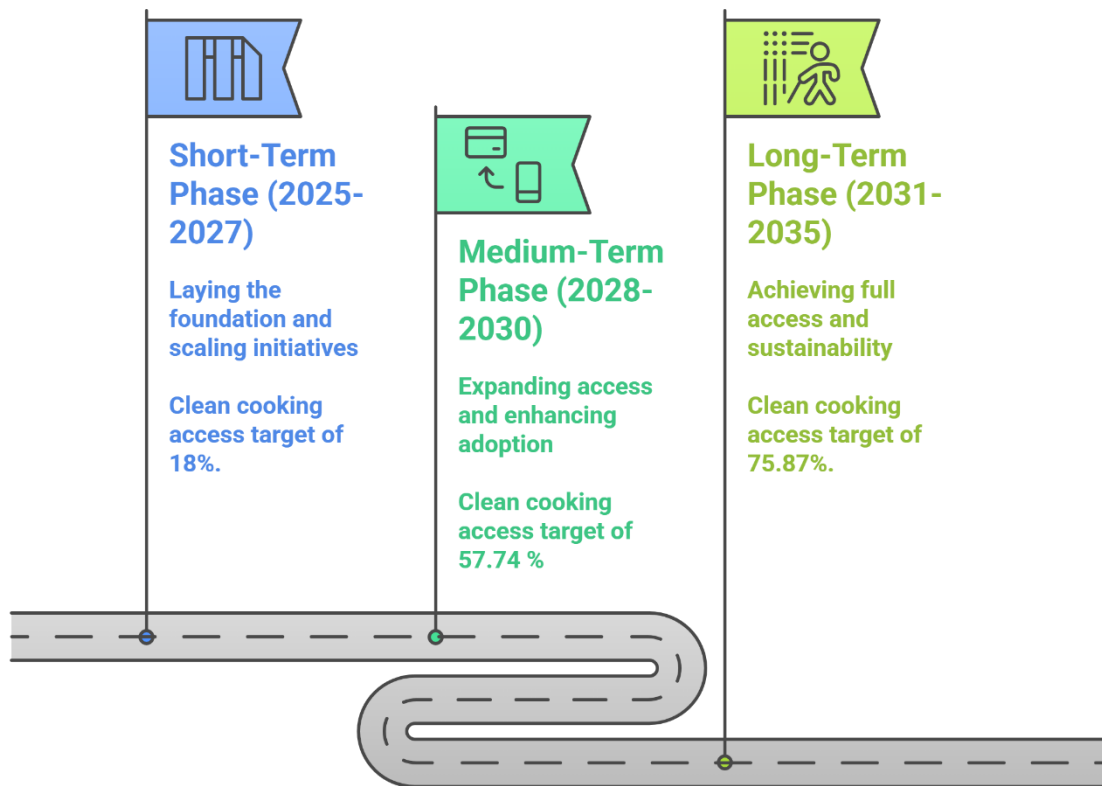 Short-Term
Phase (2025-
2027)
Laying the
foundation and
scaling initiatives
Clean cooking
access target of
18%.
Medium-Term
Phase (2028-
2030)
Expanding access
and enhancing
adoption
Clean cooking
access target of
57.74 %
Long-Term
Phase (2031-
2035)
Achieving full
access and
sustainability
Clean cooking
access target of
75.87%.